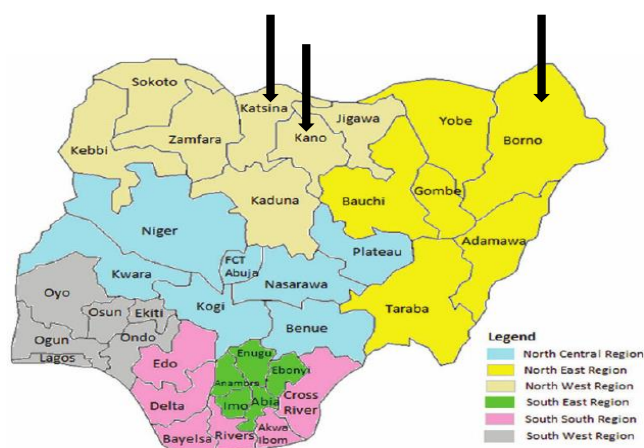 Sokoto
Katsina
Jigawa
Yobe
Borno
Kano
Zamfara
Kebbi
Kaduna
Bauchi
Gombe
Niger
Adamawa
Plateau
FCT
Abuja
Kwara
Nasarawa
Oyo
Taraba
Kogi
Osun
Ekiti
Benue
Ogun
Ondo
Lagos
Edo
Enugu
Ebonyi
Anambra
Abia
Imo
Cross
River
Delta
Bayelsa
Rivers
Akwa
Ibom
Legend
North Central Region
North East Region
North West Region
South East Region
South South Region
South West Region